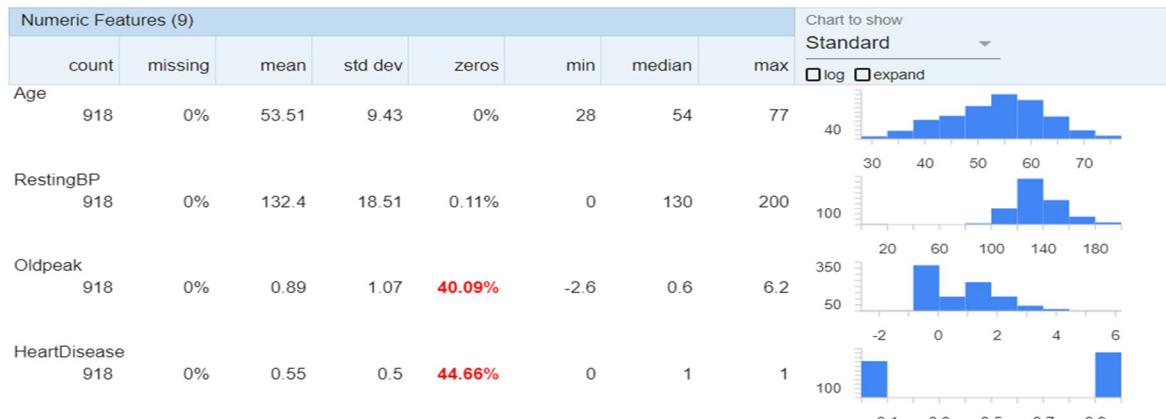 Numeric Features (9)
Chart to show
Standard
count missing mean std dev zeros min median max
log expand
Age
918 0% 53.51 9.43 0% 28 54 77
40
30 40 50 60 70
RestingBP
918 0% 132.4 18.51 0.11% 0 130 200
100
20 60 100 140 180
Oldpeak
918 0% 0.89 1.07 40.09% -2.6 0.6 6.2
350
50
-2 0 2 4 6
HeartDisease
918 0% 0.55 0.5 44.66% 0 1 1
100